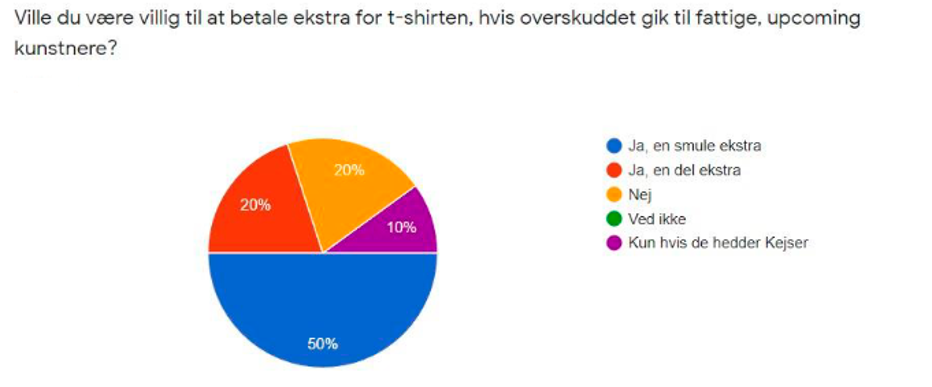 Ville du være villig til at betale ekstra for t-shirten, hvis overskuddet gik til fattige, upcoming
kunstnere?
20%
20%
10%
50%
Ja, en smule ekstra
Ja, en del ekstra
Nej
Ved ikke
Kun hvis de hedder Kejser